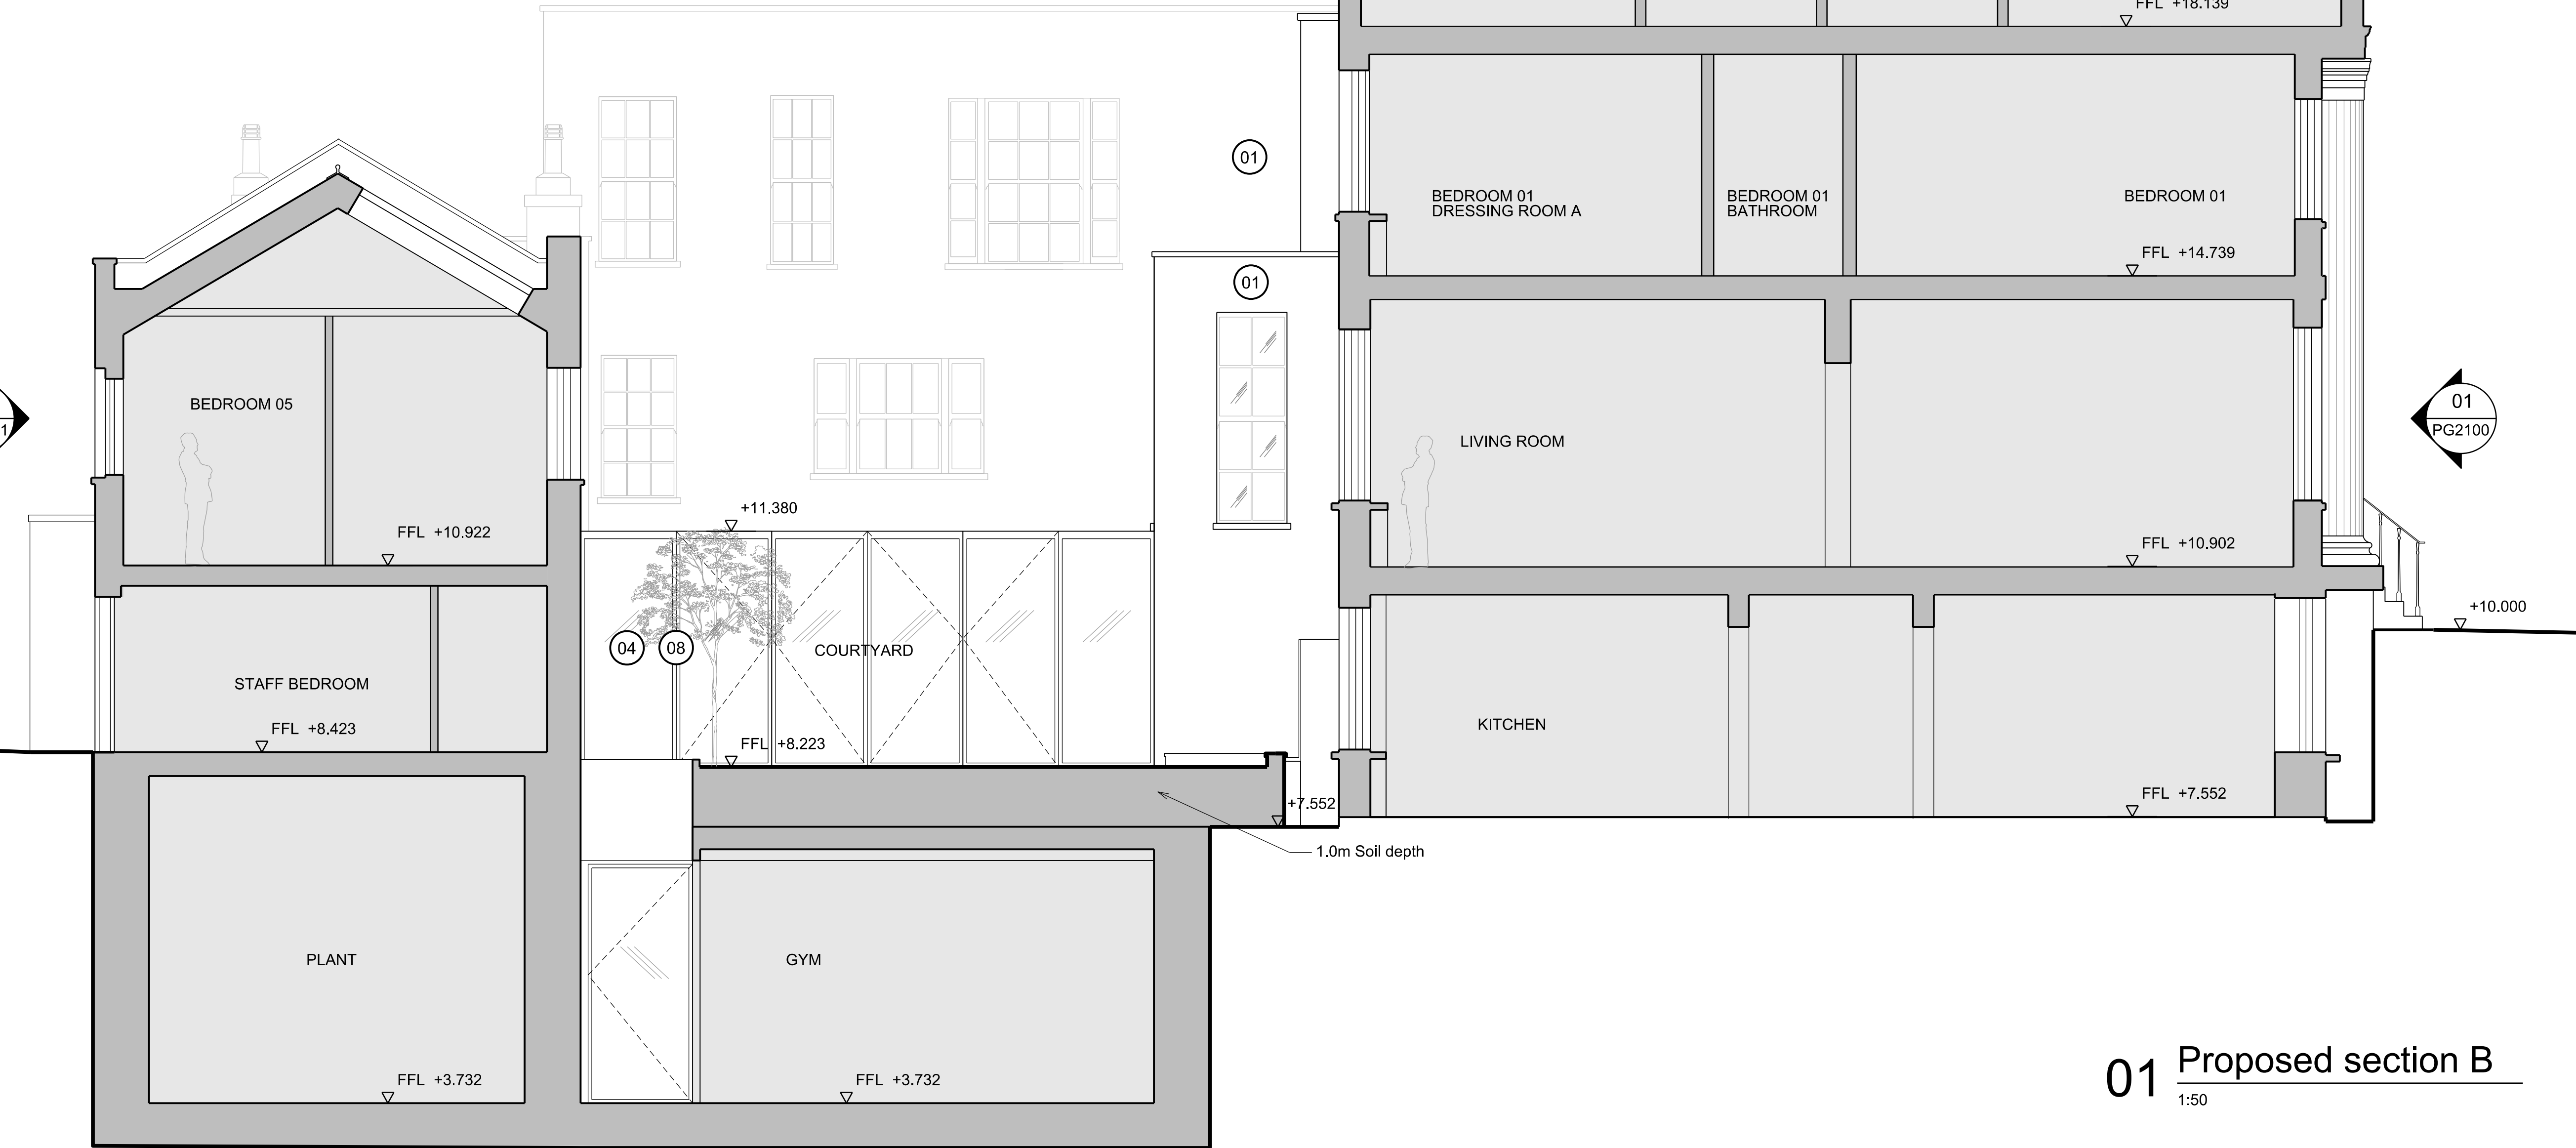 FFL +18.139
01
BEDROOM 01
DRESSING ROOM A
BEDROOM 01
BATHROOM
BEDROOM 01
FFL +14.739
01
BEDROOM 05
LIVING ROOM
01
PG2100
1
+11.380
FFL +10.922
FFL +10.902
+10.000
04
08
COURTYARD
STAFF BEDROOM
FFL +8.423
FFL +8.223
KITCHEN
FFL +7.552
+7.552
1.0m Soil depth
PLANT
GYM
FFL +3.732
FFL +3.732
01 Proposed section B
1:50